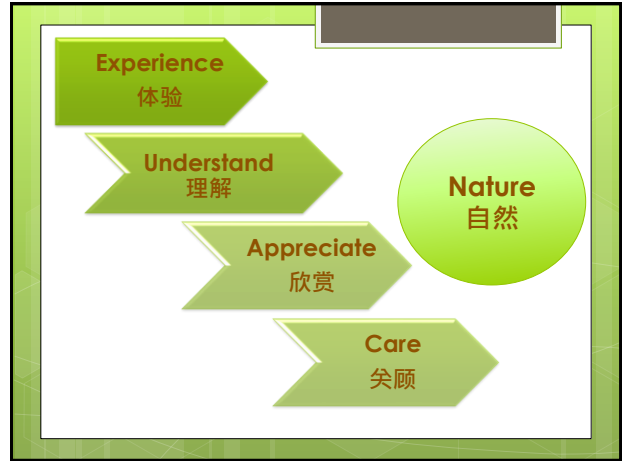 Experience
体验
Understand
理解
Appreciate
欣赏
Care
关顾
Nature
自然